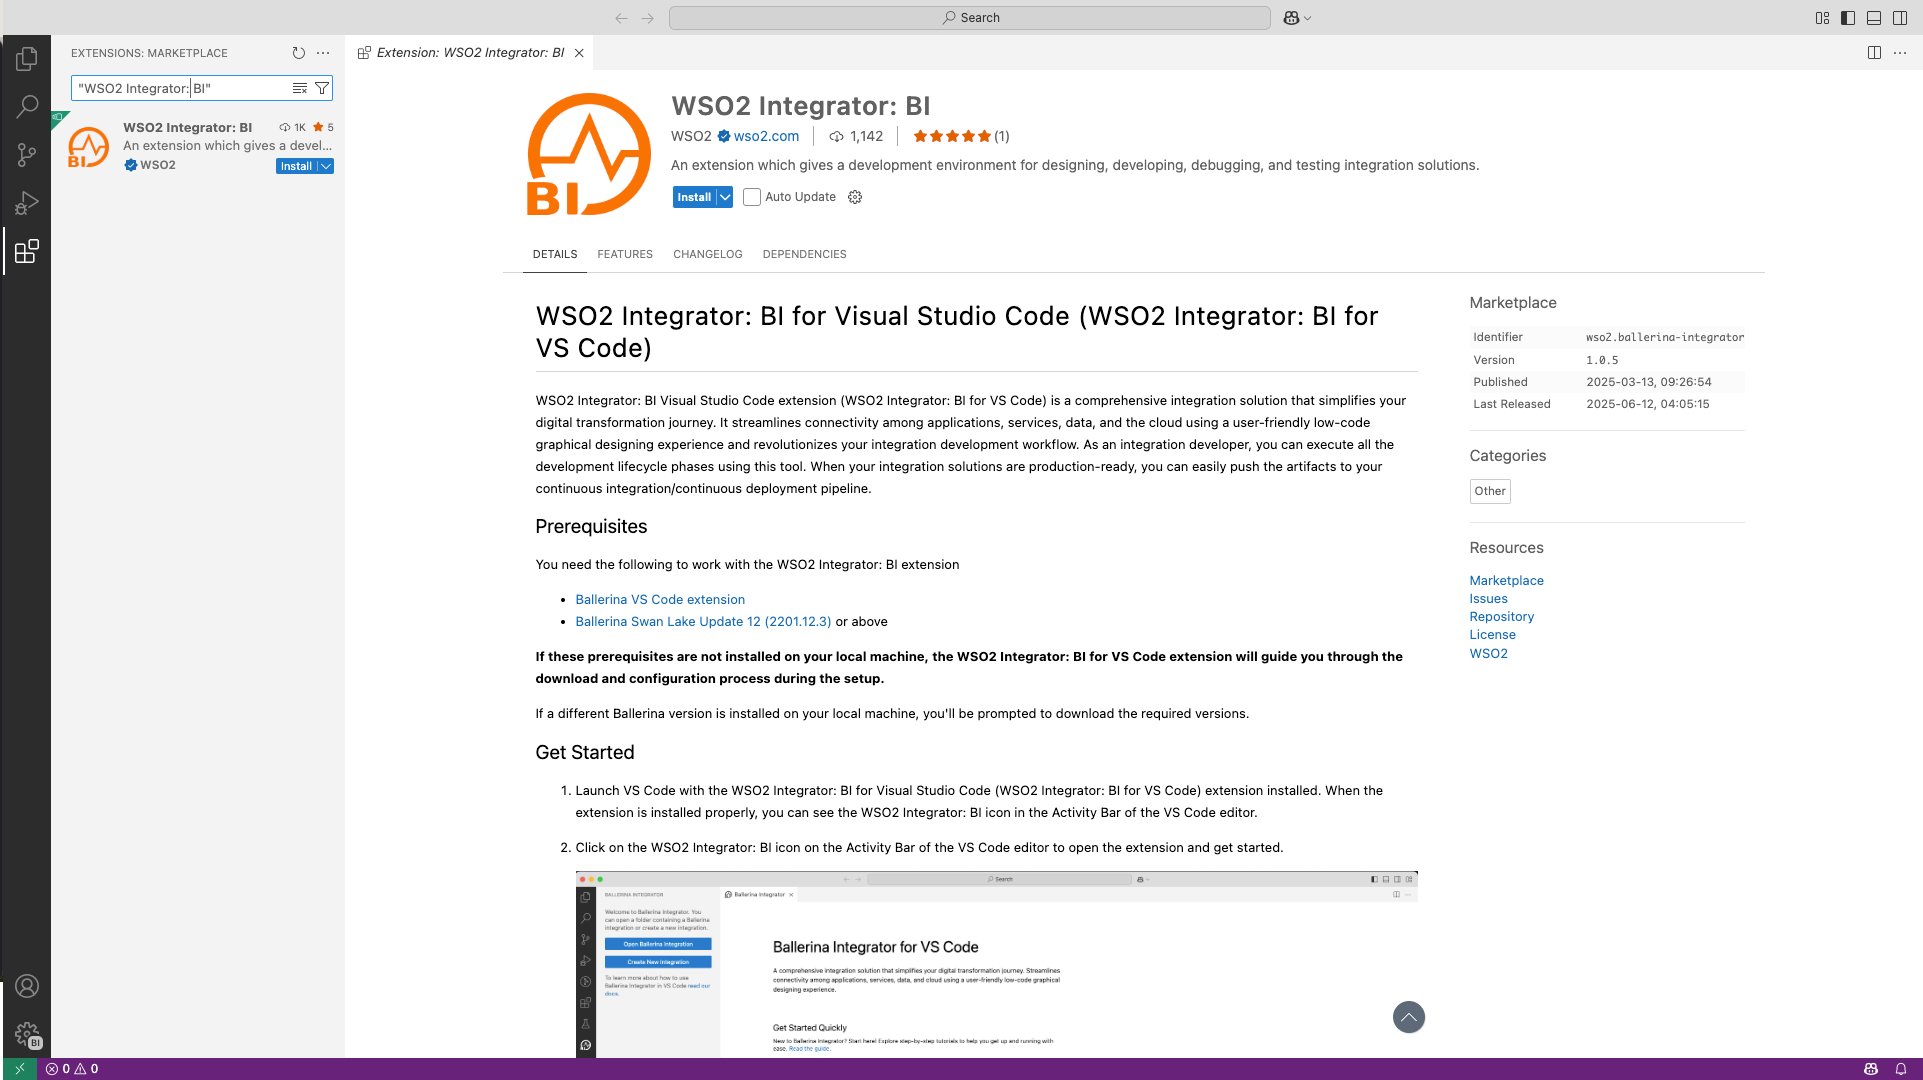 Search
EXTENSIONS: MARKETPLACE
"WSO2 Integrator: BI"
BI
WSO2 Integrator: BI
1K
5
An extension which gives a devel...
WSO2
Install
Extension: WSO2 Integrator: BI
BI
WSO2 Integrator: BI
WSO2 wso2.com 1,142 (1)
An extension which gives a development environment for designing, developing, debugging, and testing integration solutions.
Install Auto Update
DETAILS FEATURES CHANGELOG DEPENDENCIES
WSO2 Integrator: BI for Visual Studio Code (WSO2 Integrator: BI for
VS Code)
WSO2 Integrator: BI Visual Studio Code extension (WSO2 Integrator: BI for VS Code) is a comprehensive integration solution that simplifies your
digital transformation journey. It streamlines connectivity among applications, services, data, and the cloud using a user-friendly low-code
graphical designing experience and revolutionizes your integration development workflow. As an integration developer, you can execute all the
development lifecycle phases using this tool. When your integration solutions are production-ready, you can easily push the artifacts to your
continuous integration/continuous deployment pipeline.
Prerequisites
You need the following to work with the WSO2 Integrator: BI extension
• Ballerina VS Code extension
• Ballerina Swan Lake Update 12 (2201.12.3) or above
If these prerequisites are not installed on your local machine, the WSO2 Integrator: BI for VS Code extension will guide you through the
download and configuration process during the setup.
If a different Ballerina version is installed on your local machine, you'll be prompted to download the required versions.
Get Started
1. Launch VS Code with the WSO2 Integrator: BI for Visual Studio Code (WSO2 Integrator: BI for VS Code) extension installed. When the
extension is installed properly, you can see the WSO2 Integrator: BI icon in the Activity Bar of the VS Code editor.
2. Click on the WSO2 Integrator: BI icon on the Activity Bar of the VS Code editor to open the extension and get started.
Search
BALLERINA INTEGRATOR
Ballerina Integrator
Welcome to Ballerina Integrator. You
can open a folder containing a Ballerina
integration or create a new integration.
Open Ballerina Integration
Create New Integration
To learn more about how to use
Ballerina Integrator in VS Code read our
docs.
Ballerina Integrator for VS Code
A comprehensive integration solution that simplifies your digital transformation journey. Streamlines
connectivity among applications, services, data, and cloud using a user-friendly low-code graphical
designing experience.
Get Started Quickly
New to Ballerina Integrator? Start here! Explore step-by-step tutorials to help you get up and running with
ease. Read the guide.
Marketplace
Identifier wso2.ballerina-integrator
Version 1.0.5
Published 2025-03-13, 09:26:54
Last Released 2025-06-12, 04:05:15
Categories
Other
Resources
Marketplace
Issues
Repository
License
WSO2
BI
0 0